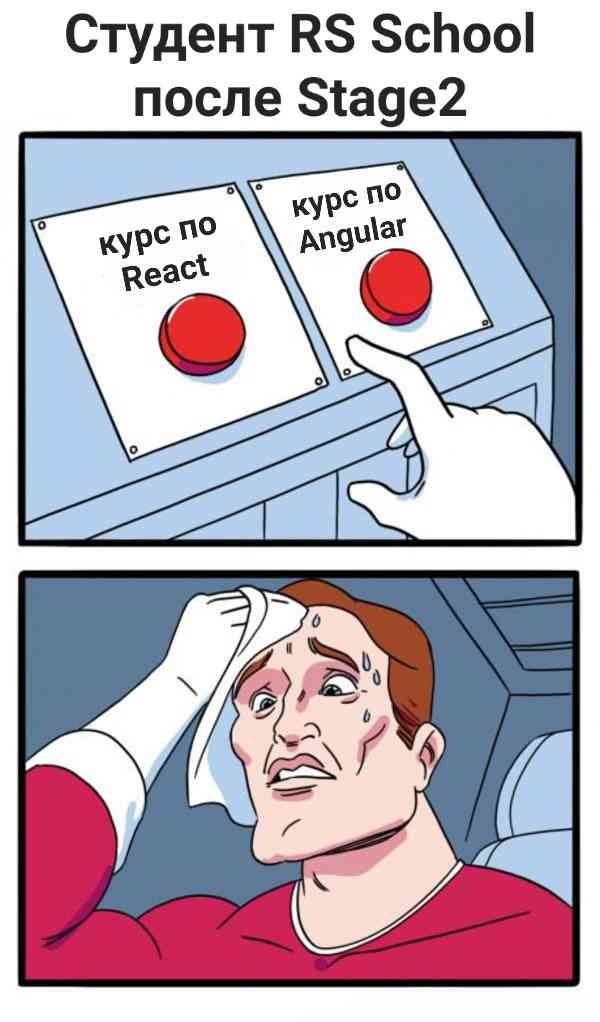 Студент RS School
после Stage2
курс по
React
курс по
Angular